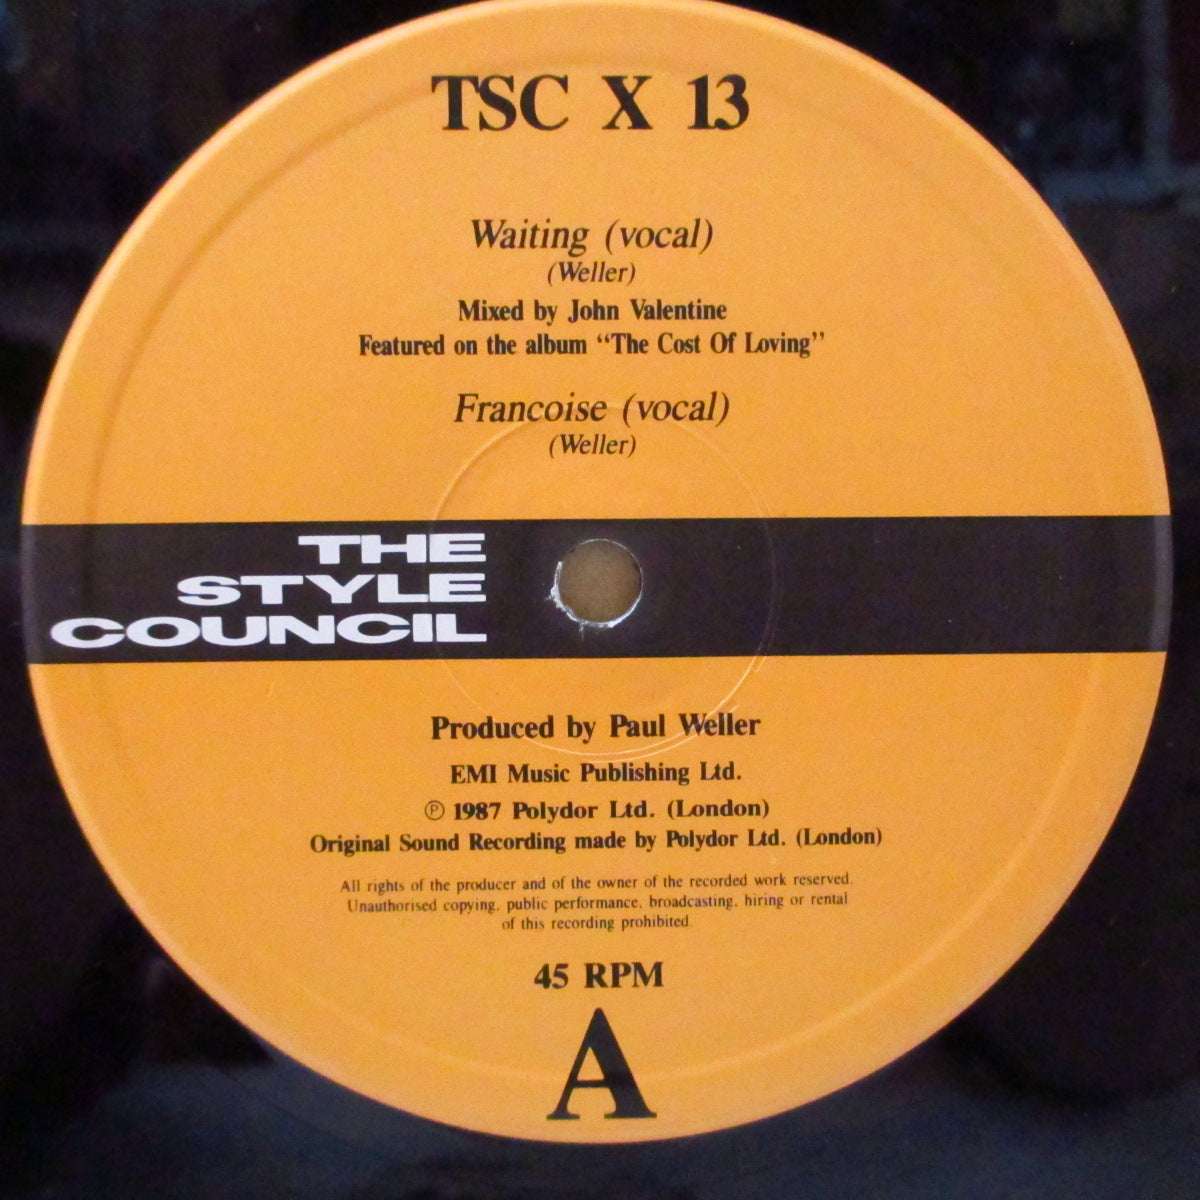 TSC X 13
Waiting (vocal)
(Weller)
Mixed by John Valentine
Featured on the album “The Cost Of Loving”
Francoise (vocal)
(Weller)
THE
STYLE
COUNCIL
Produced by Paul Weller
EMI Music Publishing Ltd.
℗ 1987 Polydor Ltd. (London)
Original Sound Recording made by Polydor Ltd. (London)
All rights of the producer and of the owner of the recorded work reserved.
Unauthorised copying, public performance, broadcasting, hiring or rental
of this recording prohibited.
45 RPM
A